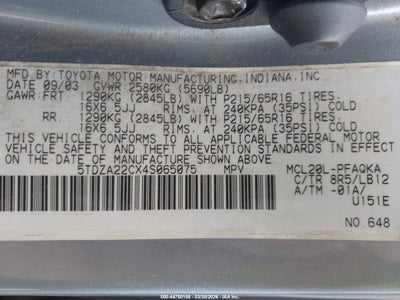 MFD. BY: TOYOTA MOTOR MANUFACTURING, INDIANA, INC.
DATE 09/03 GVWR: 2580KG (5690LB)
GAWR: FRT 1290KG (2845LB) WITH P215/65R16 TIRES,
16X6.5JJ RIMS, AT 240KPA (35PSI) COLD.
RR 1290KG (2845LB) WITH P215/65R16 TIRES,
16X6.5JJ RIMS, AT 240KPA (35PSI) COLD.
THIS VEHICLE CONFORMS TO ALL APPLICABLE
FEDERAL MOTOR VEHICLE SAFETY
STANDARDS IN EFFECT ON THE DATE OF
MANUFACTURE SHOWN ABOVE.
5TDZA22CX4S065075 MPV
MCL20L-PFAQKA
C/TR 8R5/LB12
A/TM -01A/
U151E
NO. 648
000-44750188 - 03/30/2026 - IAA, Inc